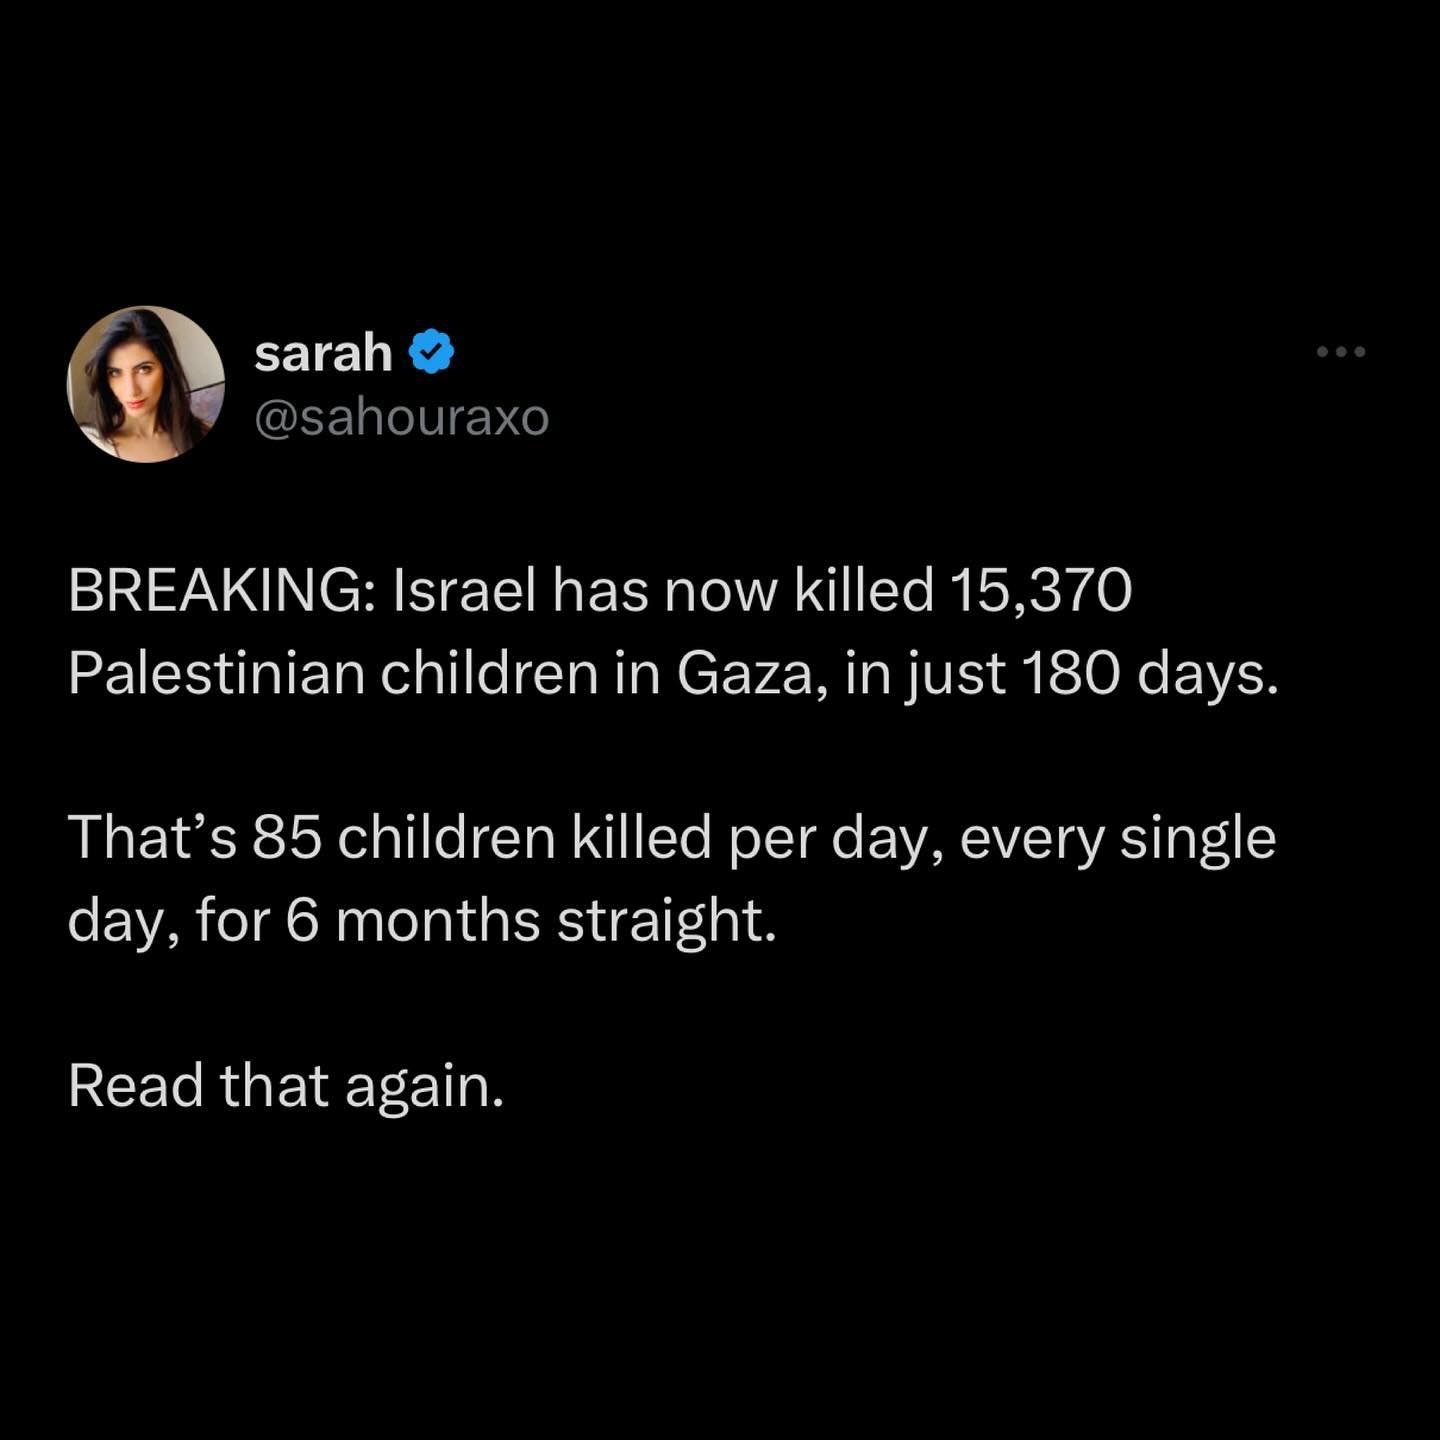 sarah
@sahouraxo
BREAKING: Israel has now killed 15,370
Palestinian children in Gaza, in just 180 days.
That’s 85 children killed per day, every single
day, for 6 months straight.
Read that again.